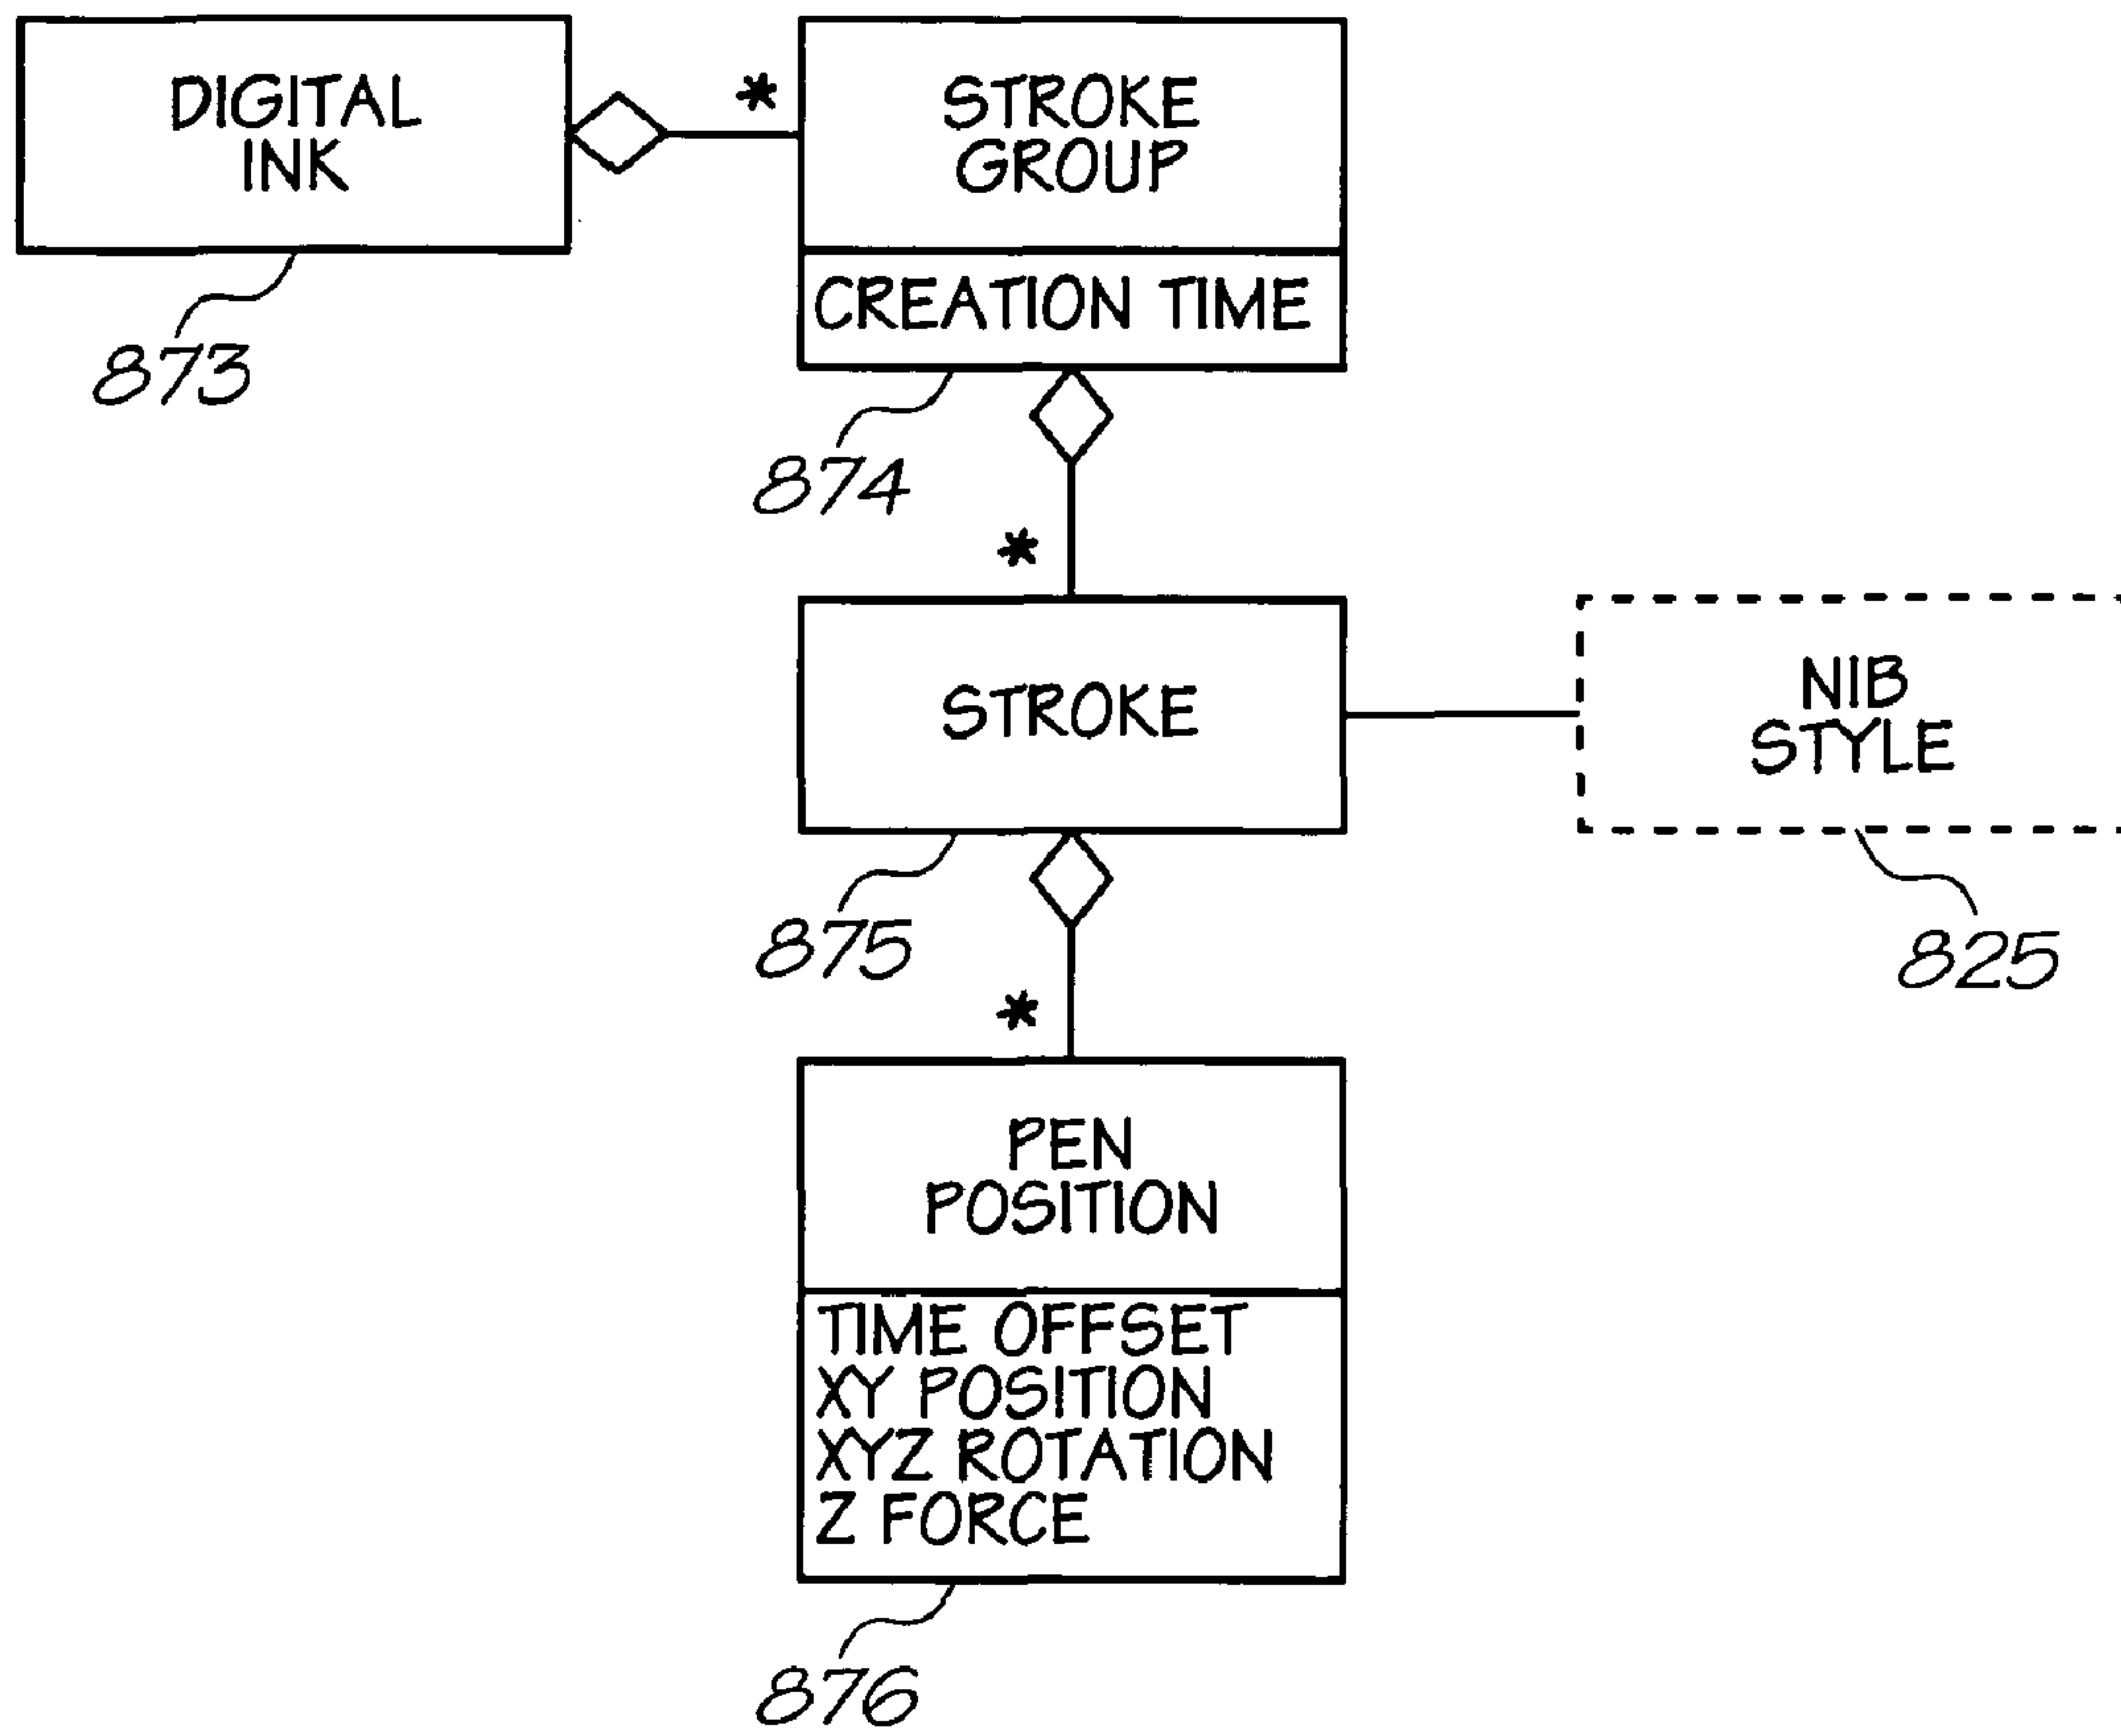 DIGITAL
INK
*
STROKE
GROUP
CREATION TIME
873
874
*
STROKE
NIB
STYLE
875
825
*
PEN
POSITION
TIME OFFSET
XY POSITION
XYZ ROTATION
Z FORCE
876